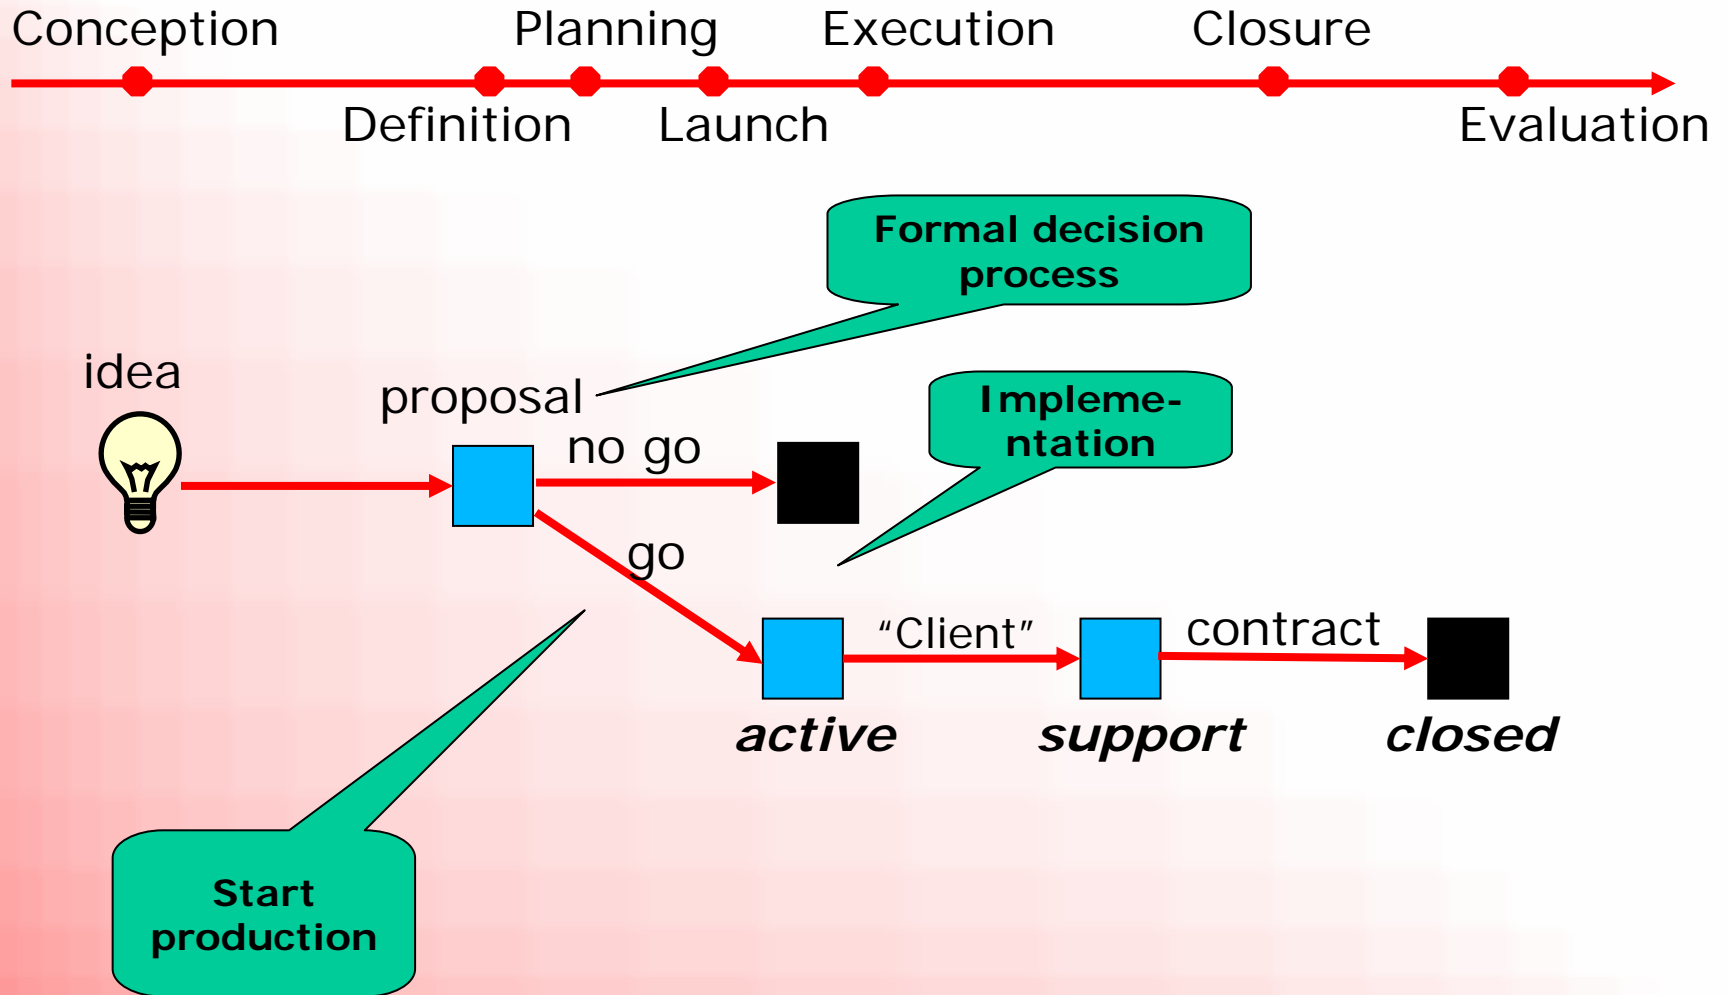 Conception Planning Execution Closure
Definition Launch Evaluation
Formal decision
process
idea
proposal
Impleme-
ntation
no go
go
“Client” contract
active support closed
Start
production